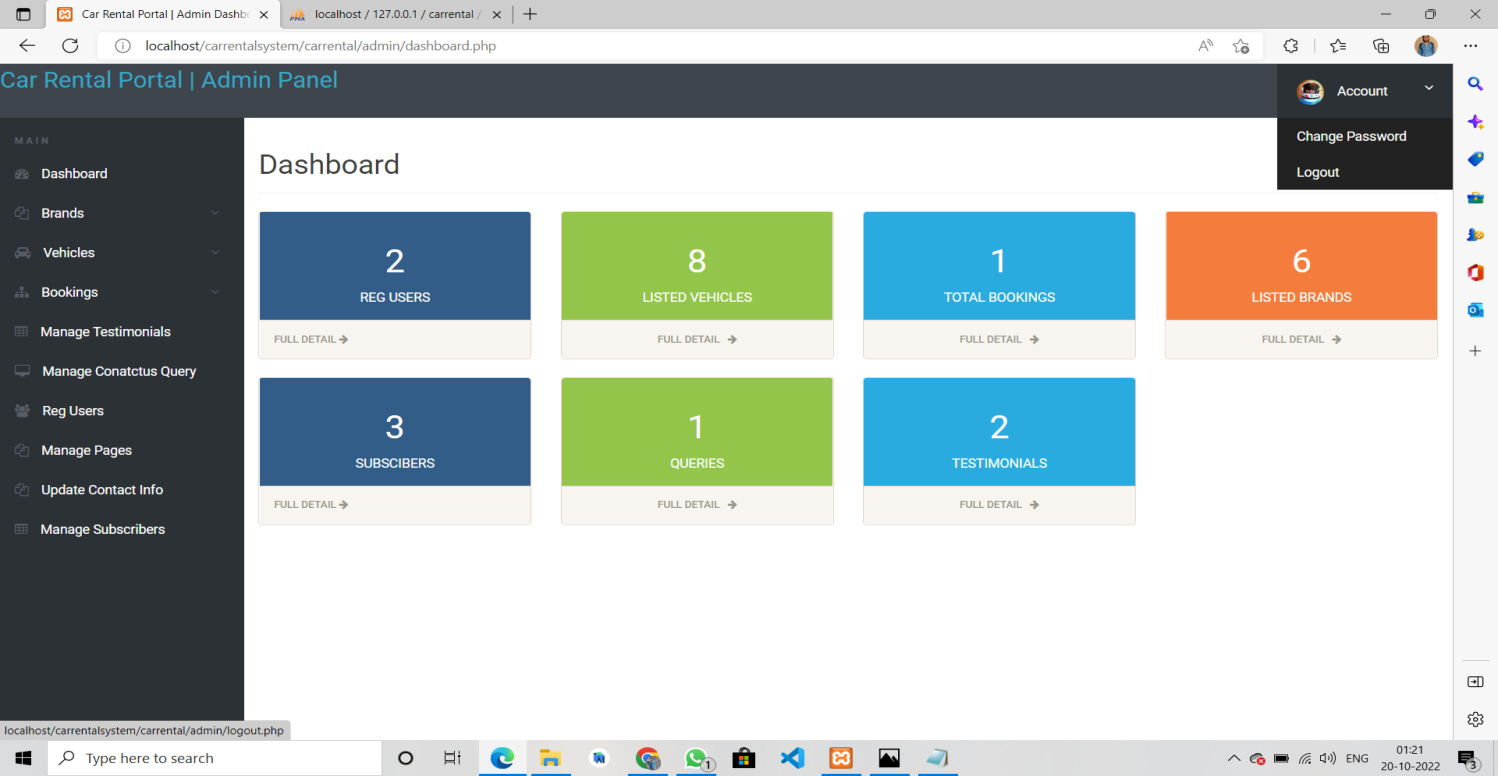 Car Rental Portal | Admin Dashbo
localhost / 127.0.0.1 / carrental /
localhost/carrentalsystem/carrental/admin/dashboard.php
Car Rental Portal | Admin Panel
Account
Change Password
Logout
MAIN
Dashboard
Brands
Vehicles
Bookings
Manage Testimonials
Manage Conatctus Query
Reg Users
Manage Pages
Update Contact Info
Manage Subscribers
Dashboard
2
REG USERS
FULL DETAIL
8
LISTED VEHICLES
FULL DETAIL
1
TOTAL BOOKINGS
FULL DETAIL
6
LISTED BRANDS
FULL DETAIL
3
SUBSCIBERS
FULL DETAIL
1
QUERIES
FULL DETAIL
2
TESTIMONIALS
FULL DETAIL
localhost/carrentalsystem/carrental/admin/logout.php
Type here to search
1
ENG
01:21
20-10-2022
3